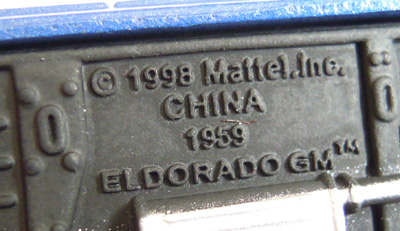 © 1998 Mattel.Inc.
CHINA
1959
ELDORADO GM™